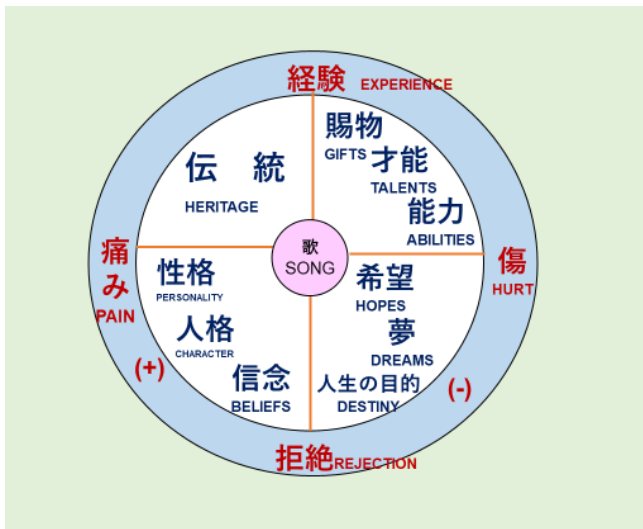 経験 EXPERIENCE
伝　統
HERITAGE
賜物
GIFTS
才能
TALENTS
能力
ABILITIES
歌
SONG
痛
み
PAIN
(+)
性格
PERSONALITY
人格
CHARACTER
信念
BELIEFS
希望
HOPES
夢
DREAMS
人生の目的
DESTINY
傷
HURT
(-)
拒絶REJECTION